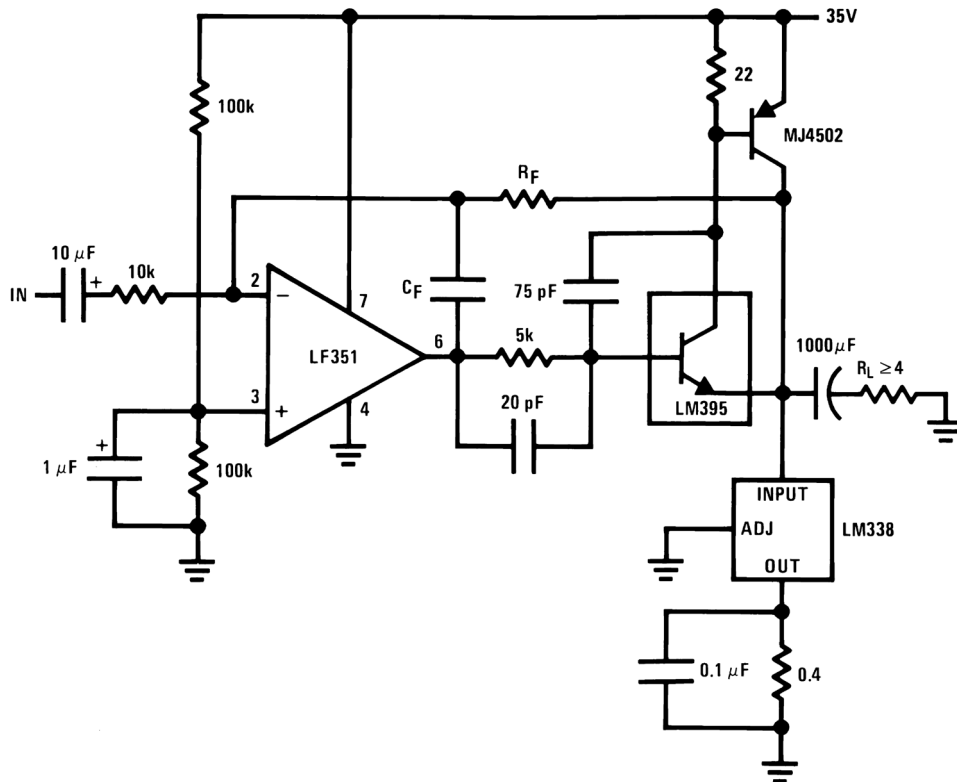 35V
22
100k
MJ4502
R_F
10 μF
+
10k
IN
2
−
7
C_F
75 pF
6
5k
1000μF
R_L ≥4
LF351
3
+
4
LM395
20 pF
+
1 μF
100k
INPUT
ADJ
LM338
OUT
0.1 μF
0.4